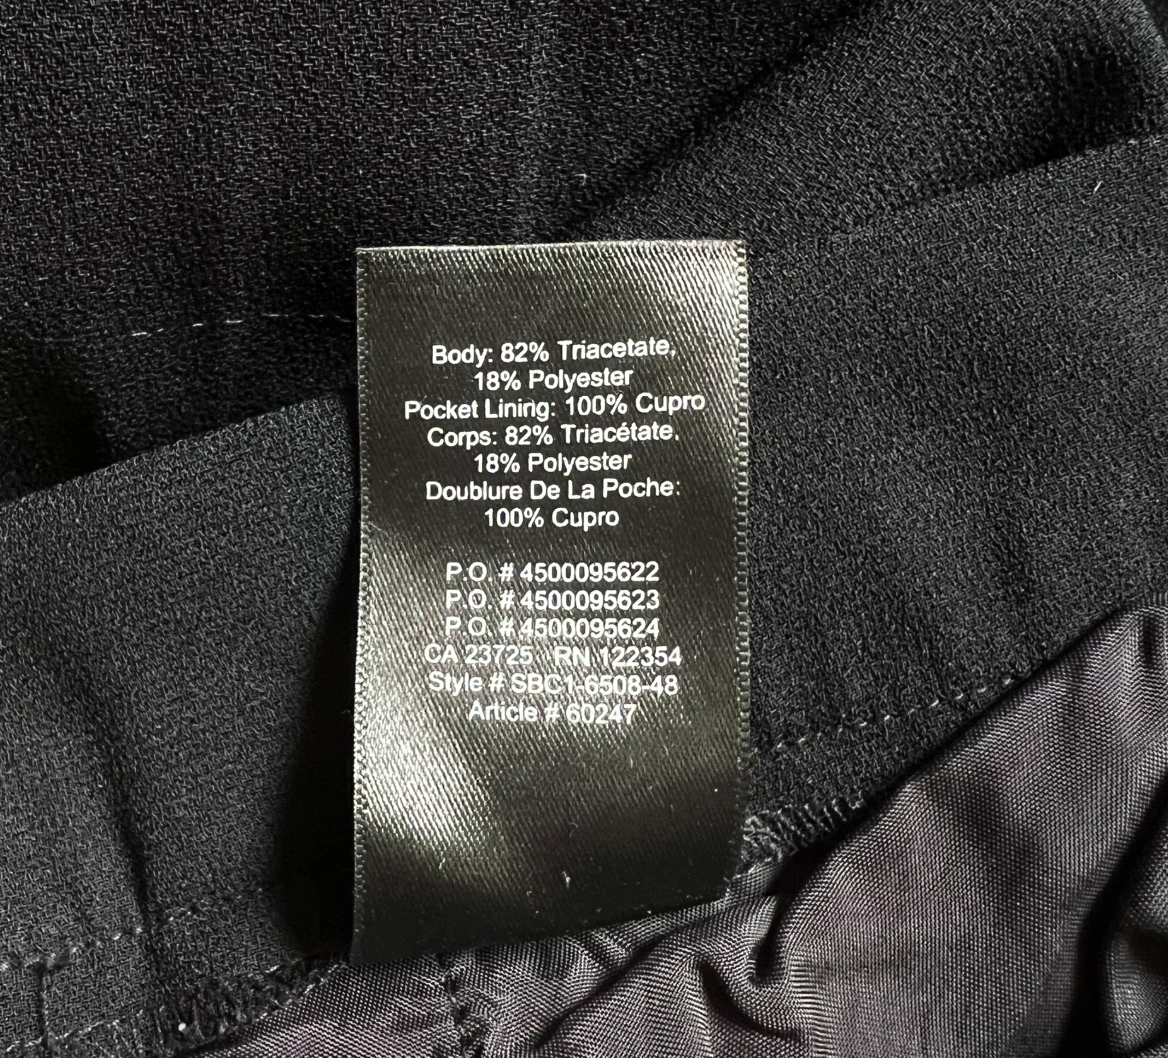 Body: 82% Triacetate,
18% Polyester
Pocket Lining: 100% Cupro
Corps: 82% Triacétate,
18% Polyester
Doublure De La Poche:
100% Cupro
P.O. # 4500095622
P.O. # 4500095623
P.O. # 4500095624
CA 23725 RN 122354
Style # SBC1-6508-48
Article # 60247